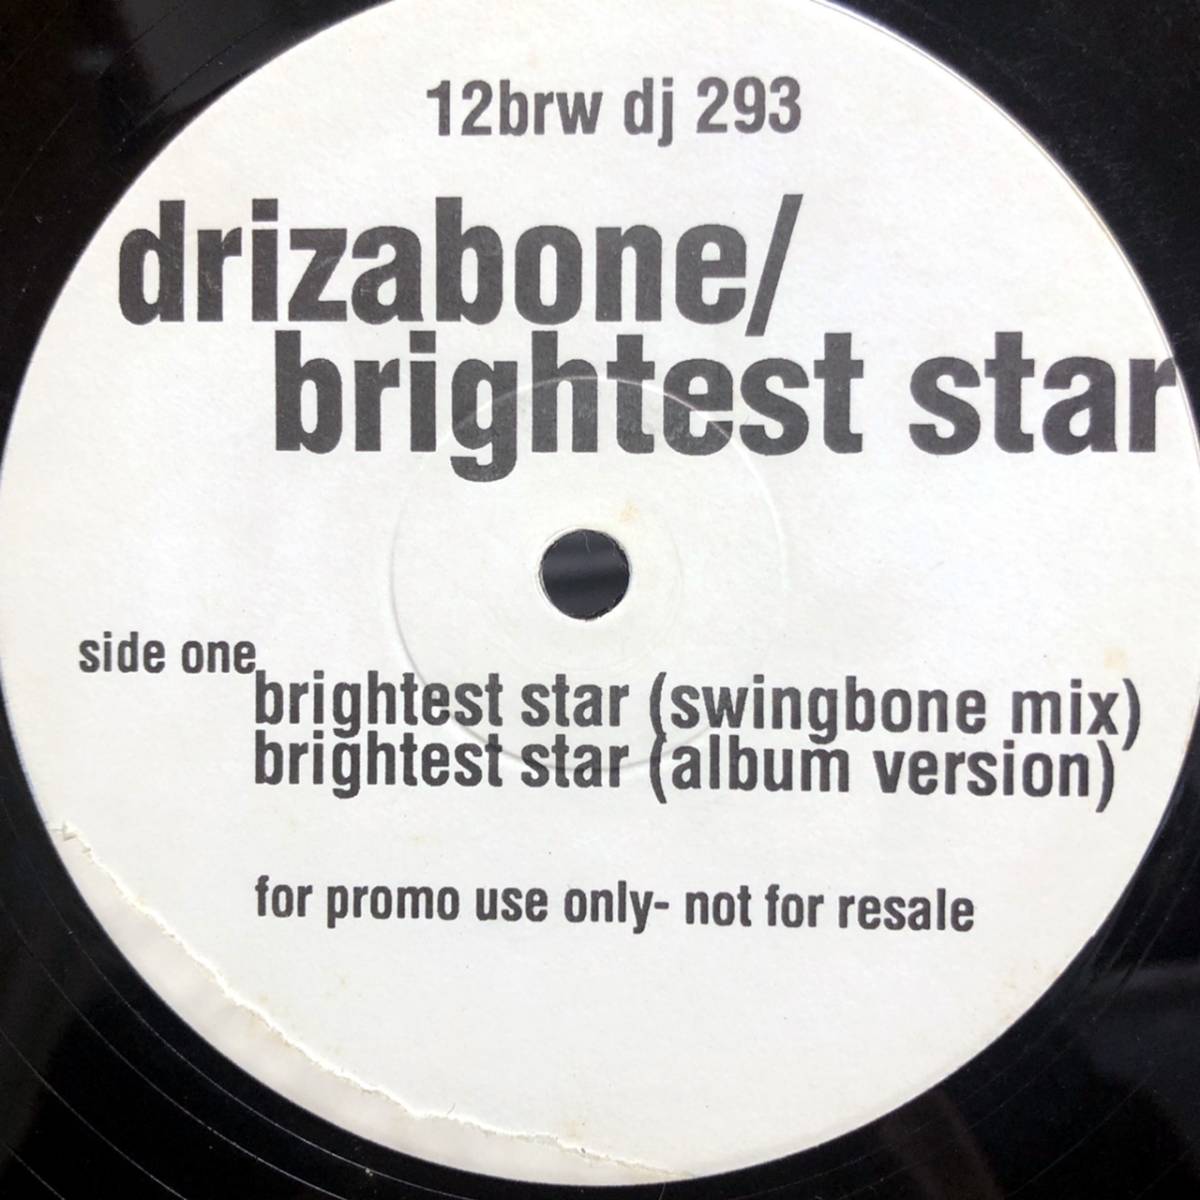 12brw dj 293
drizabone/
brightest star
side one
brightest star (swingbone mix)
brightest star (album version)
for promo use only- not for resale